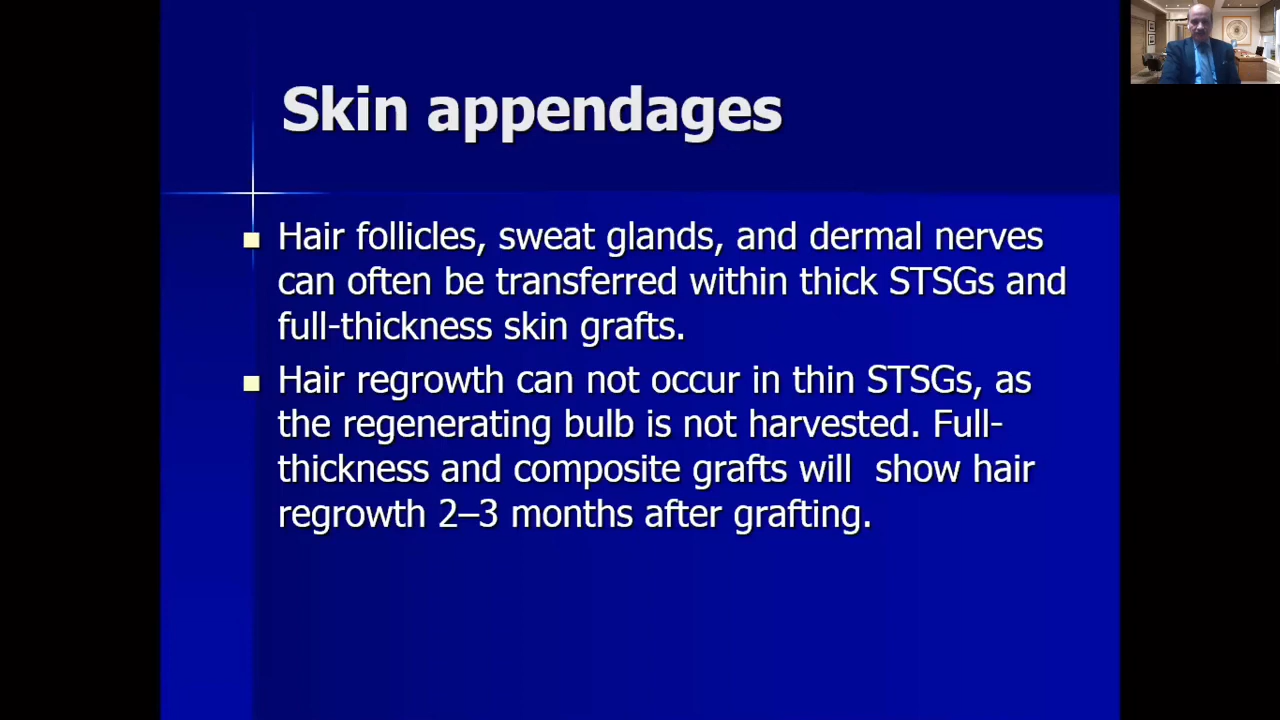 Skin appendages
Hair follicles, sweat glands, and dermal nerves
can often be transferred within thick STSGs and
full-thickness skin grafts.
Hair regrowth can not occur in thin STSGs, as
the regenerating bulb is not harvested. Full-
thickness and composite grafts will  show hair
regrowth 2–3 months after grafting.